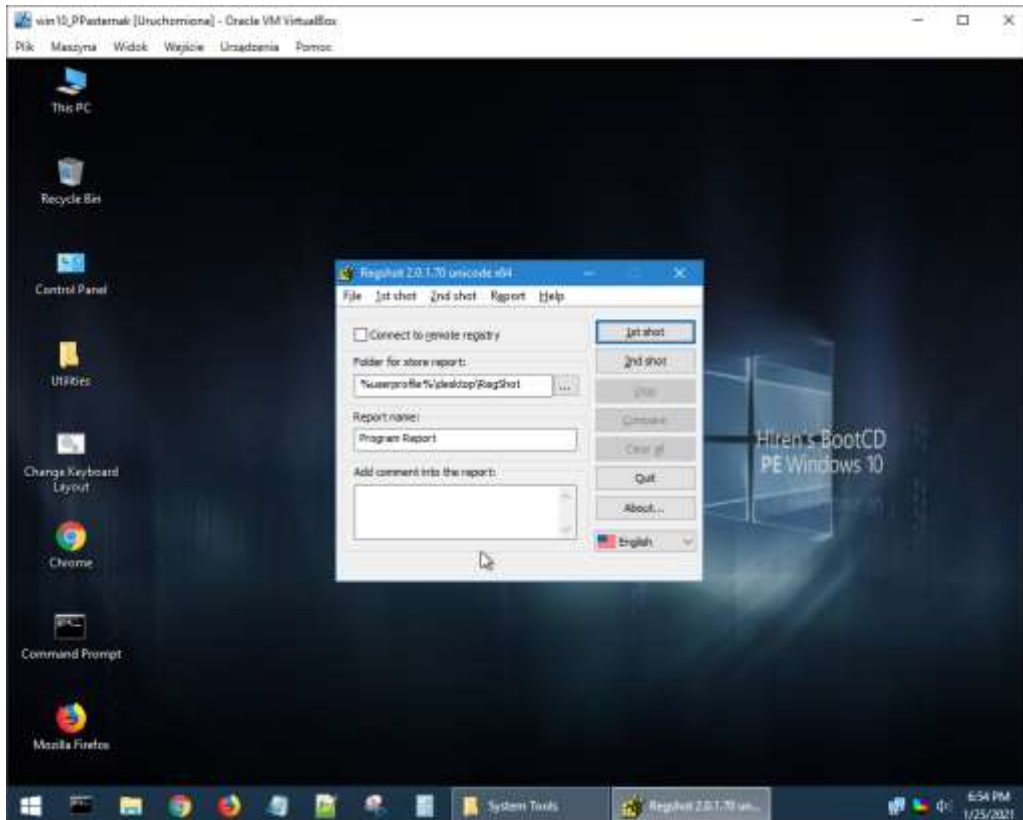 win10_PPasternak [Uruchomiona] - Oracle VM VirtualBox
Plik Maszyna Widok Wejście Urządzenia Pomoc
This PC
Recycle Bin
Control Panel
Utilities
Change Keyboard
Layout
Chrome
Command Prompt
Mozilla Firefox
Regshot 2.0.1.70 unicode x64
File 1st shot 2nd shot Report Help
Connect to remote registry
Folder for store report:
%userprofile%\desktop\RegShot
...
Report name:
Program Report
Add comment into the report:
1st shot
2nd shot
Compare
Clear all
Quit
About...
English
Hiren's BootCD
PE Windows 10
System Tools
Regshot 2.0.1.70 un...
6:54 PM
1/25/2021